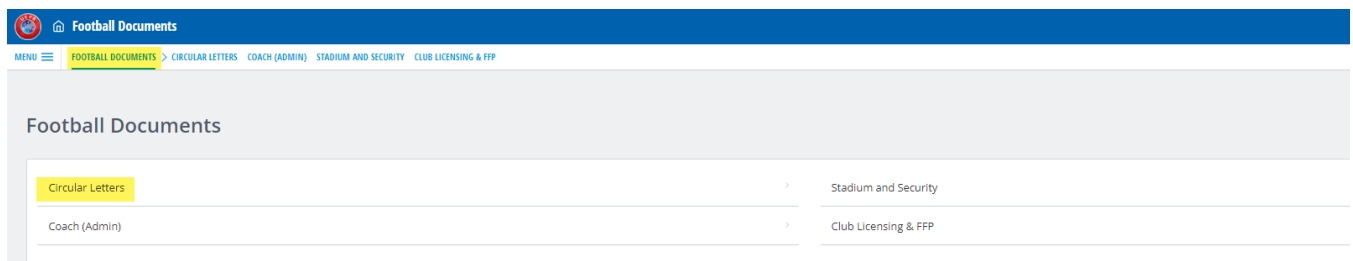 UEFA
Football Documents
MENU FOOTBALL DOCUMENTS > CIRCULAR LETTERS COACH (ADMIN) STADIUM AND SECURITY CLUB LICENSING & FFP
Football Documents
Circular Letters > Stadium and Security
Coach (Admin) > Club Licensing & FFP